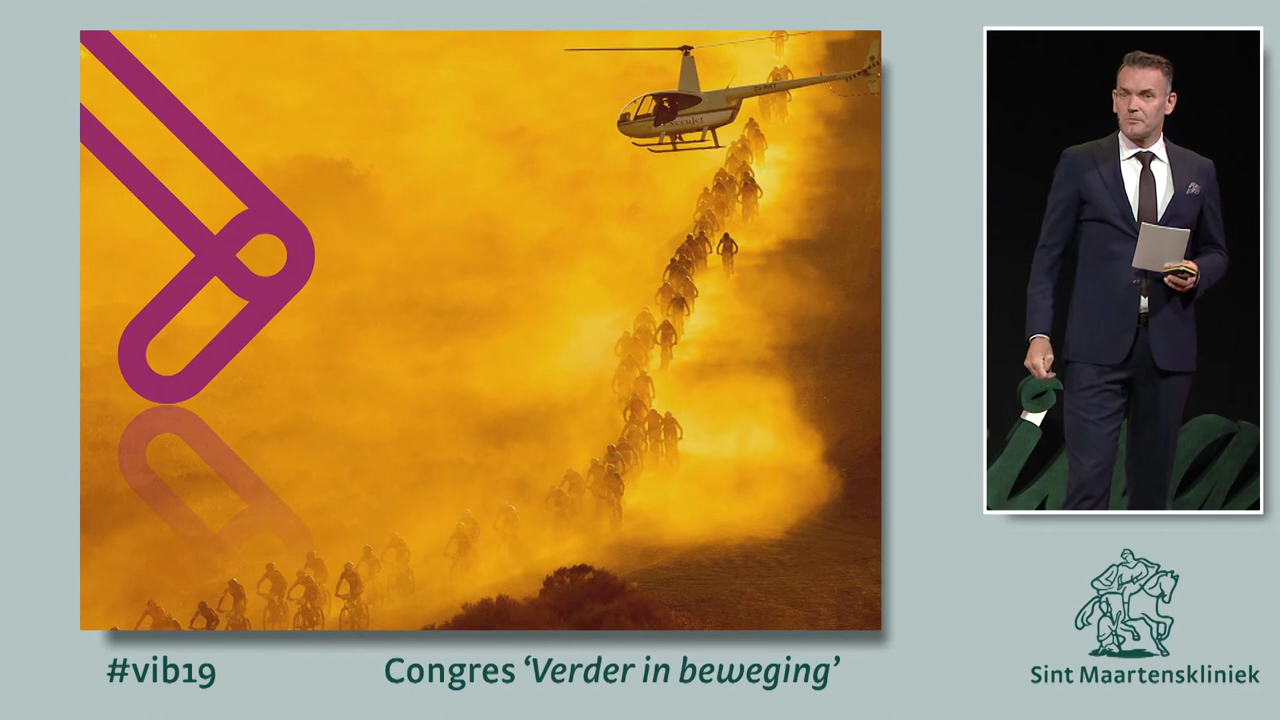 #vib19
Congres ‘Verder in beweging’
Sint Maartenskliniek